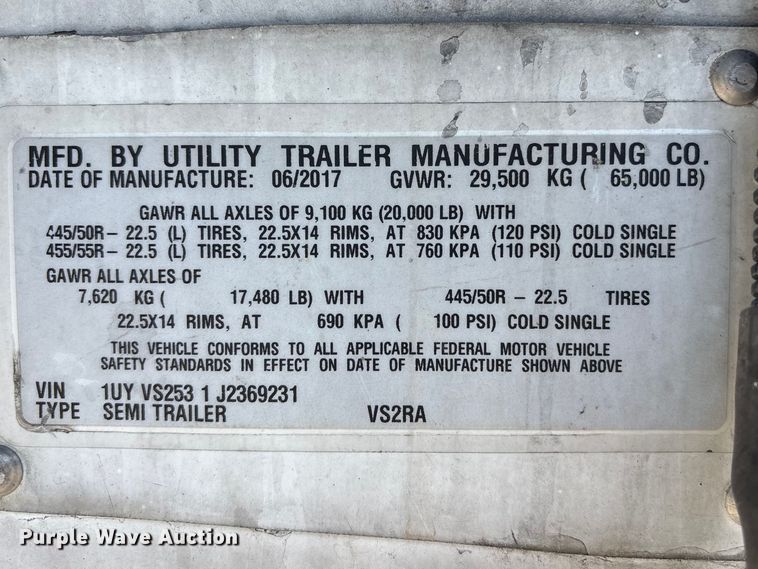 MFD. BY UTILITY TRAILER MANUFACTURING CO.
DATE OF MANUFACTURE: 06/2017 GVWR: 29,500 KG ( 65,000 LB)
GAWR ALL AXLES OF 9,100 KG (20,000 LB) WITH
445/50R- 22.5 (L) TIRES, 22.5X14 RIMS, AT 830 KPA (120 PSI) COLD SINGLE
455/55R- 22.5 (L) TIRES, 22.5X14 RIMS, AT 760 KPA (110 PSI) COLD SINGLE
GAWR ALL AXLES OF
7,620 KG ( 17,480 LB) WITH 445/50R - 22.5 TIRES
22.5X14 RIMS, AT 690 KPA ( 100 PSI) COLD SINGLE
THIS VEHICLE CONFORMS TO ALL APPLICABLE FEDERAL MOTOR VEHICLE
SAFETY STANDARDS IN EFFECT ON DATE OF MANUFACTURE SHOWN ABOVE
VIN 1UY VS253 1 J2369231
TYPE SEMI TRAILER VS2RA
Purple Wave Auction